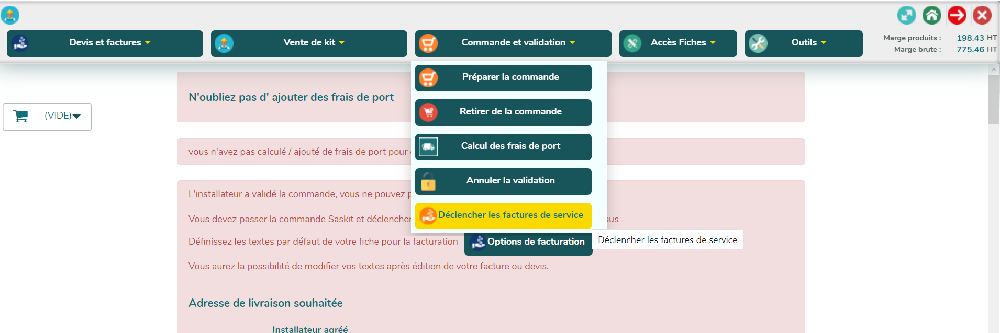 Devis et factures
Vente de kit
Commande et validation
Accès Fiches
Outils
Marge produits : 198.43 HT
Marge brute : 775.46 HT
Préparer la commande
Retirer de la commande
Calcul des frais de port
Annuler la validation
Déclencher les factures de service
Déclencher les factures de service
(VIDE)
N'oubliez pas d' ajouter des frais de port
vous n'avez pas calculé / ajouté de frais de port pour
L'installateur a validé la commande, vous ne pouvez
Vous devez passer la commande Saskit et déclencher sus
Définissez les textes par défaut de votre fiche pour la facturation Options de facturation
Vous aurez la possibilité de modifier vos textes après édition de votre facture ou devis.
Adresse de livraison souhaitée
Installateur agréé